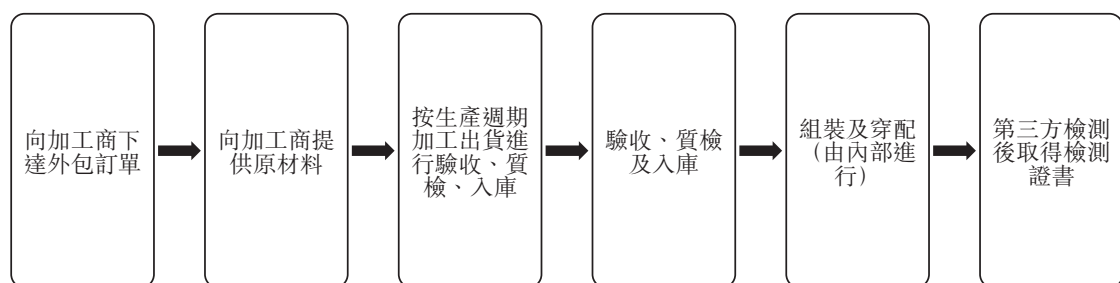 向加工商下
達外包訂單
向加工商提
供原材料
按生產週期
加工出貨進
行驗收、質
檢、入庫
驗收、質檢
及入庫
組裝及穿配
（由內部進
行）
第三方檢測
後取得檢測
證書